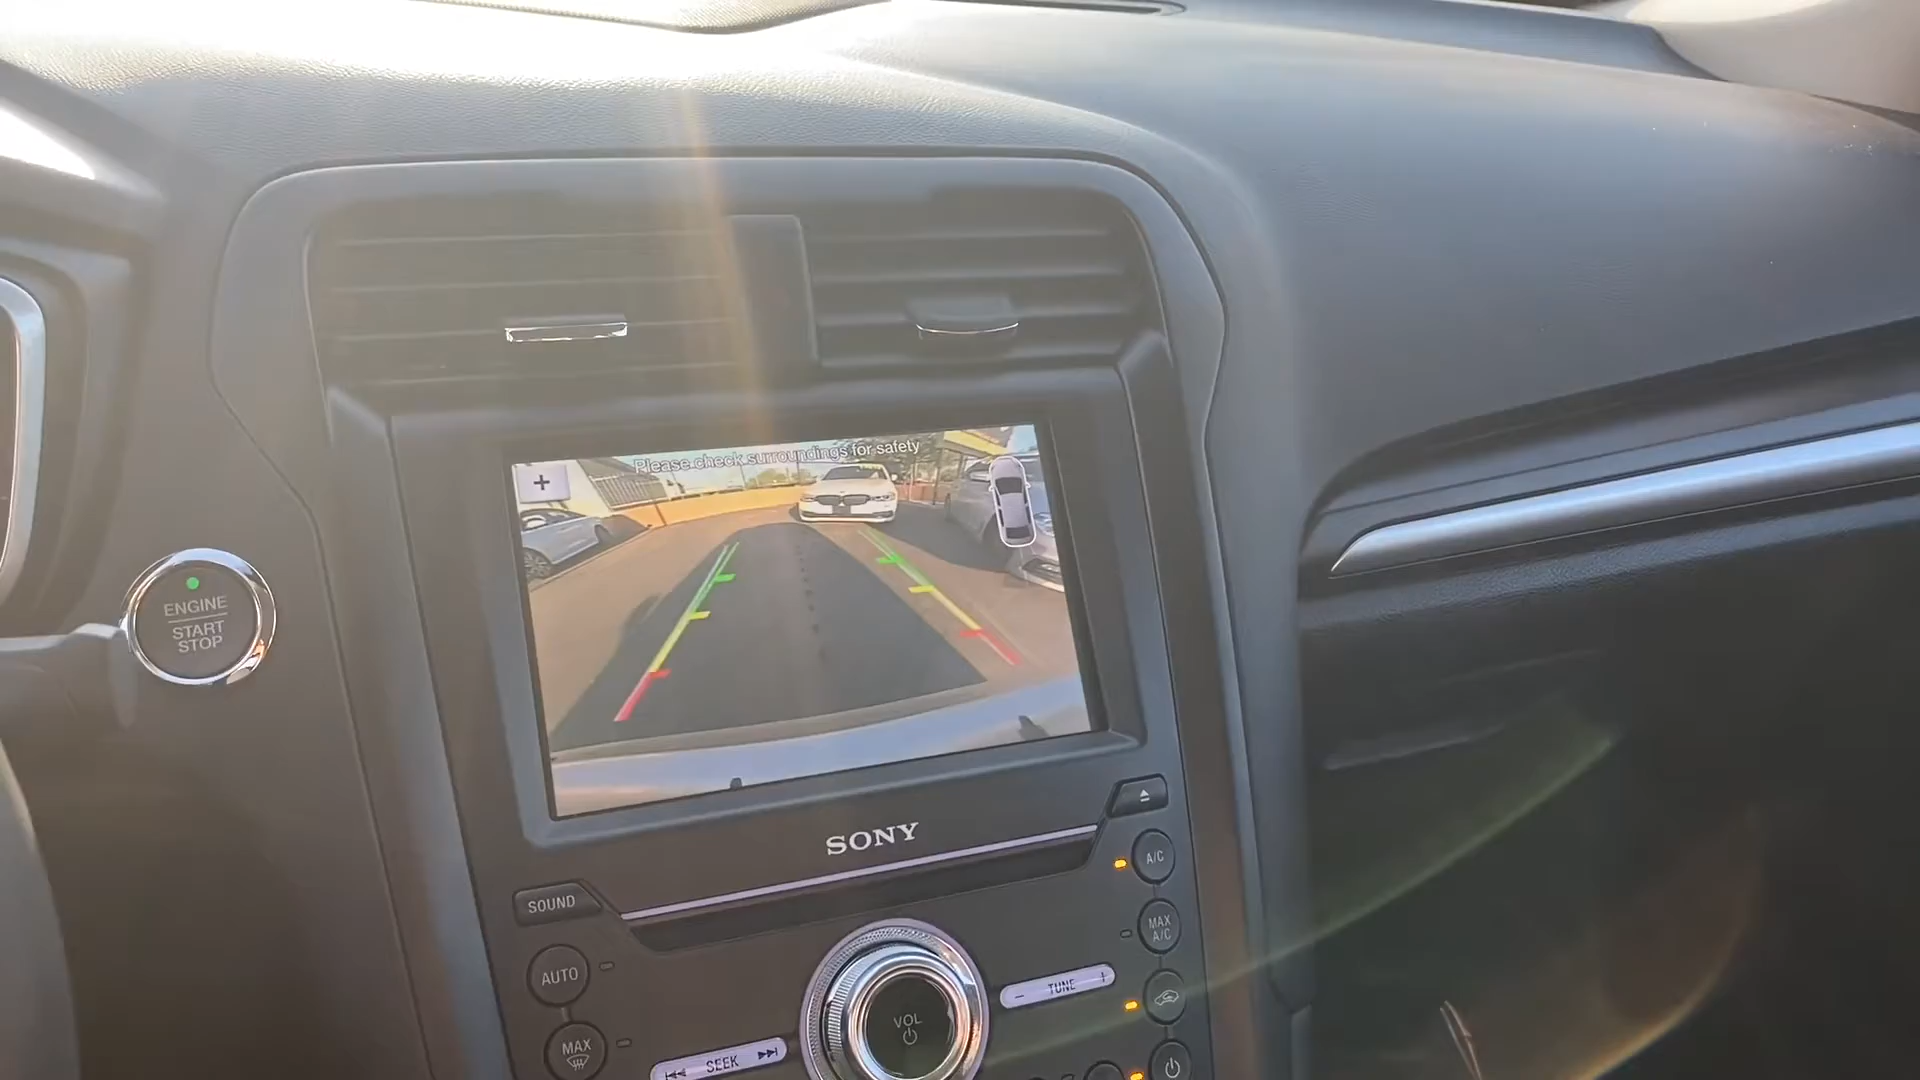 Please check surroundings for safety
+
ENGINE
START
STOP
SONY
SOUND
A/C
MAX
A/C
AUTO
MAX
VOL
- TUNE +
SEEK